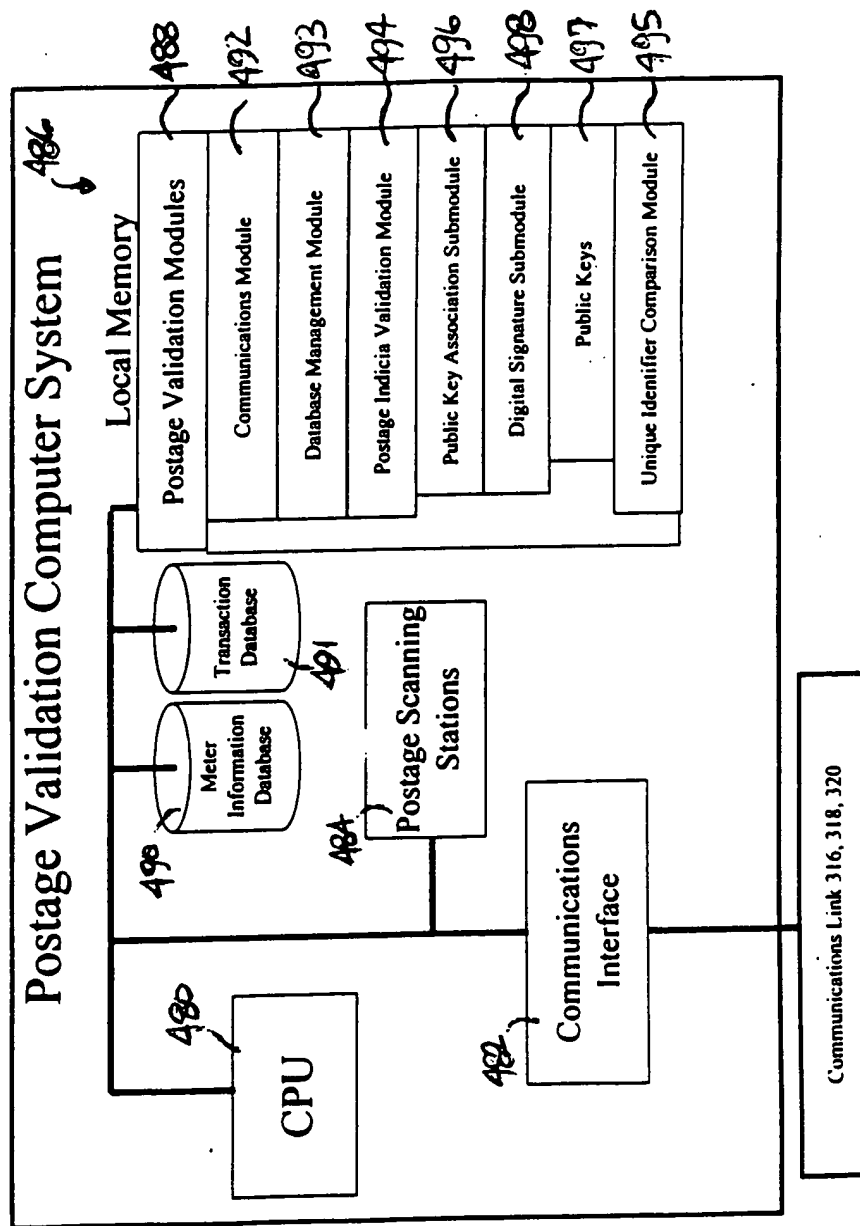 Postage Validation Computer System
486
Local Memory
Postage Validation Modules
488
Communications Module
492
Database Management Module
493
Postage Indicia Validation Module
494
Public Key Association Submodule
496
Digital Signature Submodule
498
Public Keys
497
Unique Identifier Comparison Module
495
Meter
Information
Database
490
Transaction
Database
491
CPU
480
Postage Scanning
Stations
484
Communications
Interface
482
Communications Link 316, 318, 320